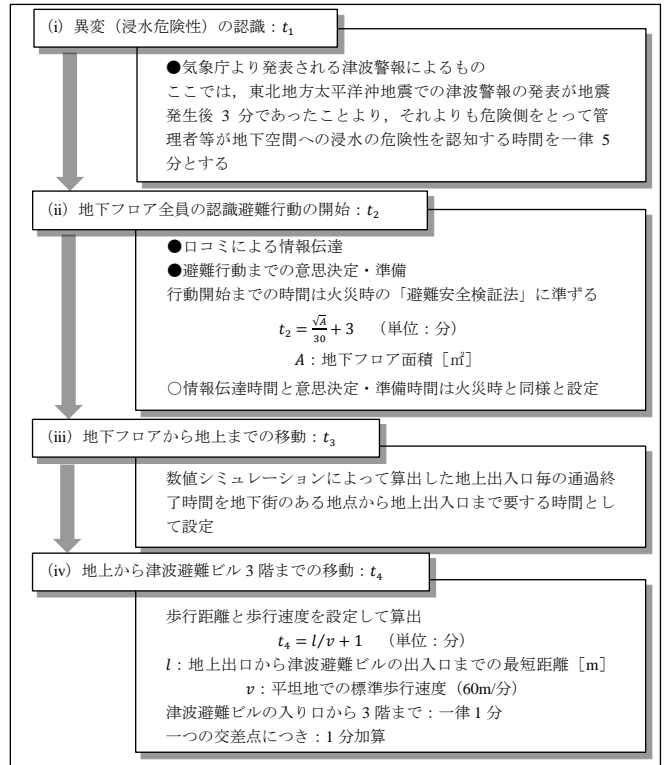 (i) 異変（浸水危険性）の認識：t₁
●気象庁より発表される津波警報によるもの
ここでは，東北地方太平洋沖地震での津波警報の発表が地震
発生後 3 分であったことより，それよりも危険側をとって管
理者等が地下空間への浸水の危険性を認知する時間を一律 5
分とする
(ii) 地下フロア全員の認識避難行動の開始：t₂
●口コミによる情報伝達
●避難行動までの意思決定・準備
行動開始までの時間は火災時の「避難安全検証法」に準ずる
t₂ = √A/30 + 3　（単位：分）
A：地下フロア面積［㎡］
○情報伝達時間と意思決定・準備時間は火災時と同様と設定
(iii) 地下フロアから地上までの移動：t₃
数値シミュレーションによって算出した地上出入口毎の通過終
了時間を地下街のある地点から地上出入口まで要する時間とし
て設定
(iv) 地上から津波避難ビル 3 階までの移動：t₄
歩行距離と歩行速度を設定して算出
t₄ = l/v + 1　（単位：分）
l：地上出口から津波避難ビルの出入口までの最短距離［m］
v：平坦地での標準歩行速度（60m/分）
津波避難ビルの入り口から 3 階まで：一律 1 分
一つの交差点につき：1 分加算